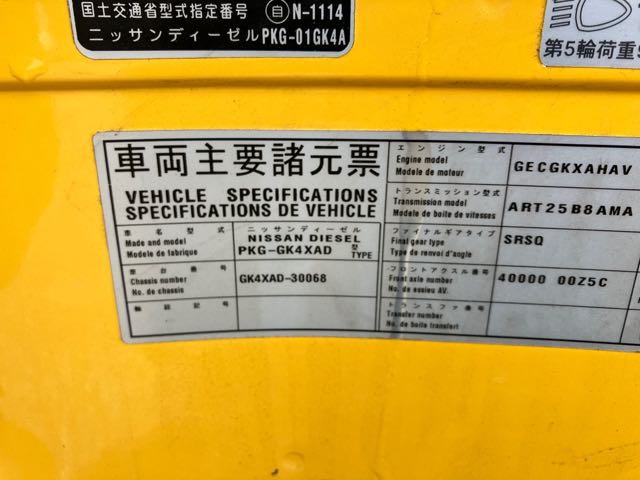 国土交通省型式指定番号 自 N-1114
ニッサンディーゼル PKG-01GK4A
第5輪荷重
車両主要諸元票
VEHICLE SPECIFICATIONS
SPECIFICATIONS DE VEHICLE
車名型式
Made and model
Modele de fabrique
ニッサンディーゼル
NISSAN DIESEL
PKG-GK4XAD 型 TYPE
車台番号
Chassis number
No. de chassis
GK4XAD-30068
エンジン型式
Engine model
Modele de moteur
GECGKXAHAV
トランスミッション型式
Transmission model
Modele de boite de vitesses
ART25B8AMA
ファイナルギアタイプ
Final gear type
Type de renvoi d'angle
SRSQ
フロントアクスル番号
Front axle number
No. de essieu AV.
40000 00Z5C
トランスファ番号
Transfer number
No. de boite transfert